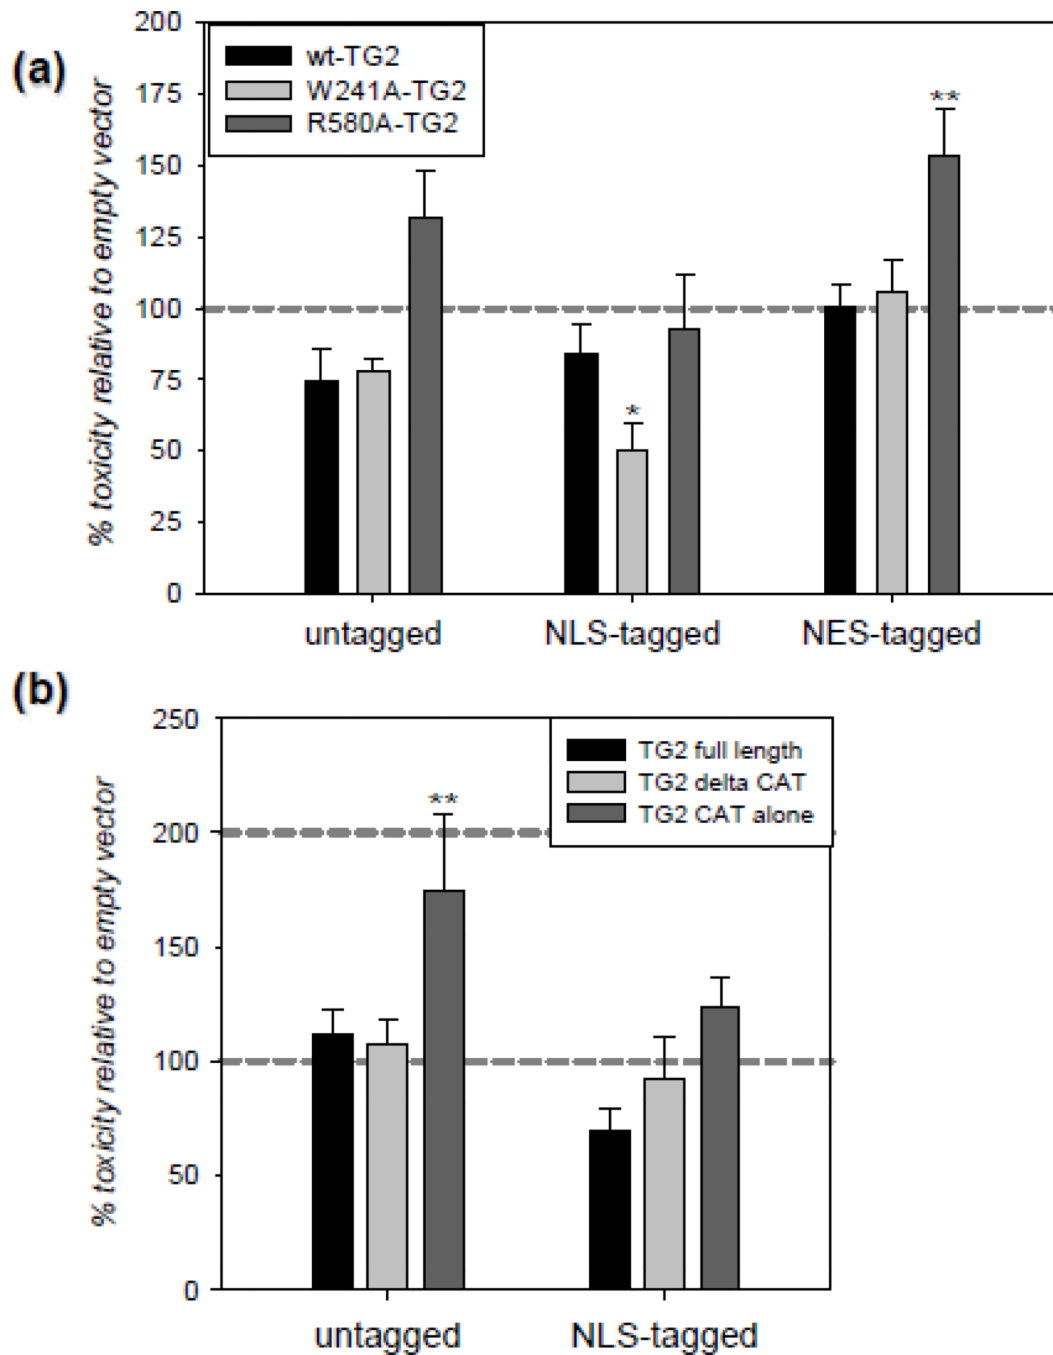 (a)
% toxicity relative to empty vector
200
175
150
125
100
75
50
25
0
wt-TG2
W241A-TG2
R580A-TG2
*
**
untagged NLS-tagged NES-tagged
(b)
% toxicity relative to empty vector
250
200
150
100
50
0
TG2 full length
TG2 delta CAT
TG2 CAT alone
**
untagged NLS-tagged